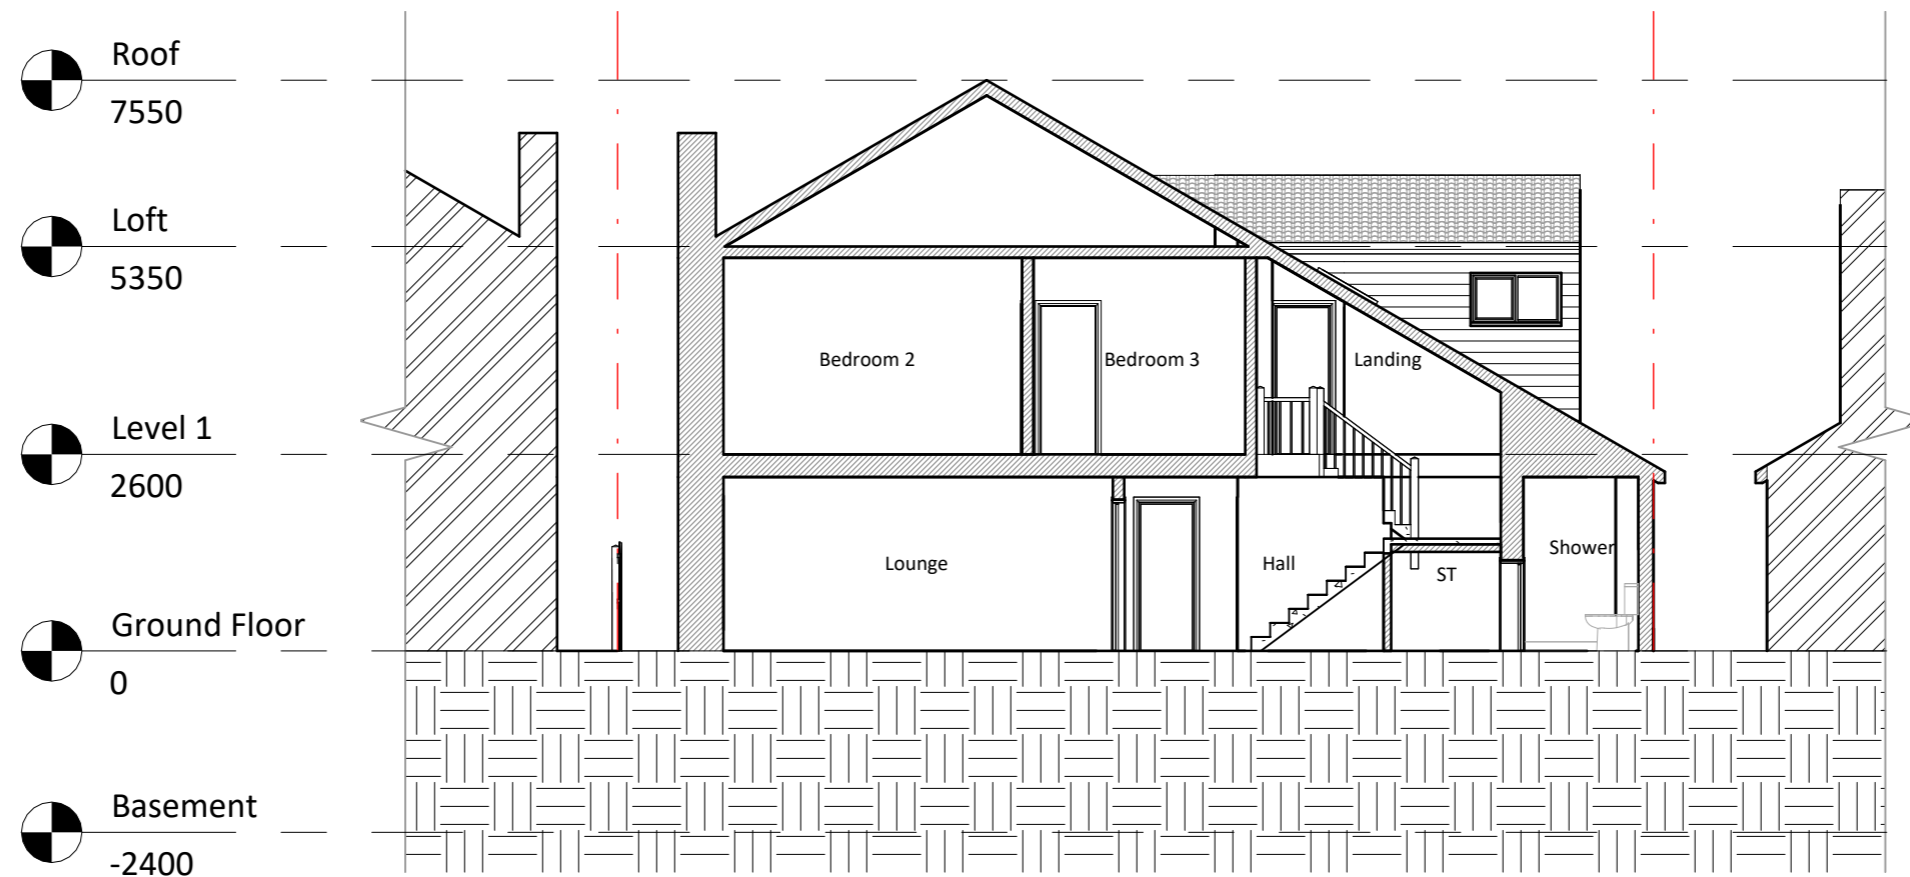 Roof
7550
Loft
5350
Level 1
2600
Ground Floor
0
Basement
-2400
Bedroom 2
Bedroom 3
Landing
Lounge
Hall
ST
Shower